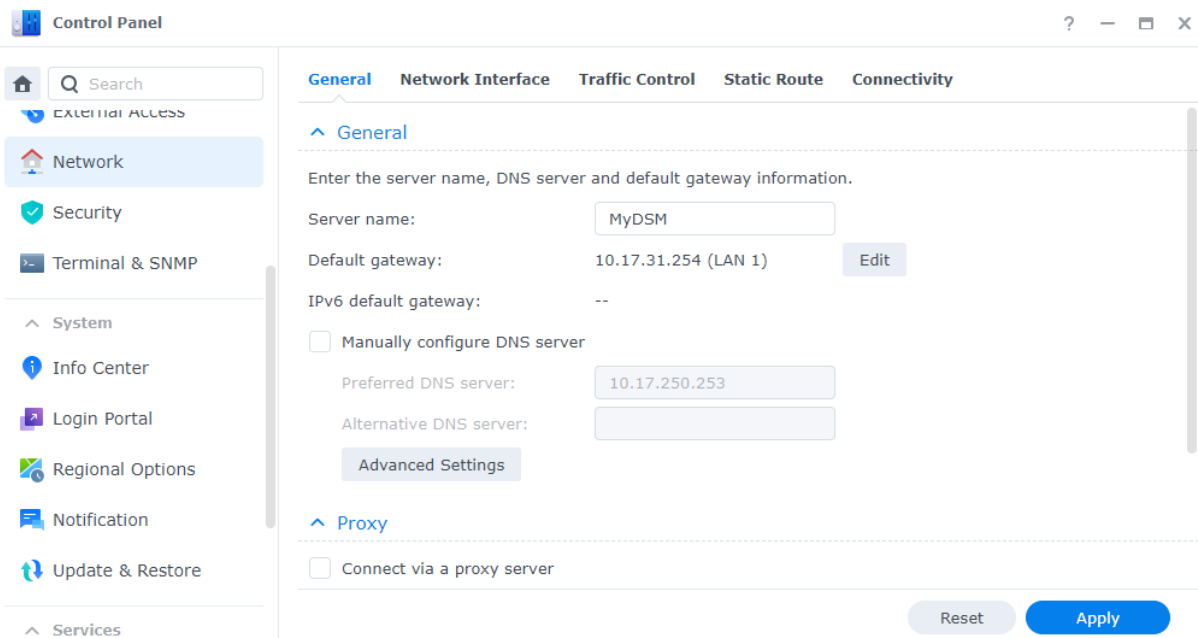 Control Panel
Search
External Access
Network
Security
Terminal & SNMP
System
Info Center
Login Portal
Regional Options
Notification
Update & Restore
Services
General Network Interface Traffic Control Static Route Connectivity
General
Enter the server name, DNS server and default gateway information.
Server name: MyDSM
Default gateway: 10.17.31.254 (LAN 1) Edit
IPv6 default gateway: --
Manually configure DNS server
Preferred DNS server: 10.17.250.253
Alternative DNS server:
Advanced Settings
Proxy
Connect via a proxy server
Reset Apply